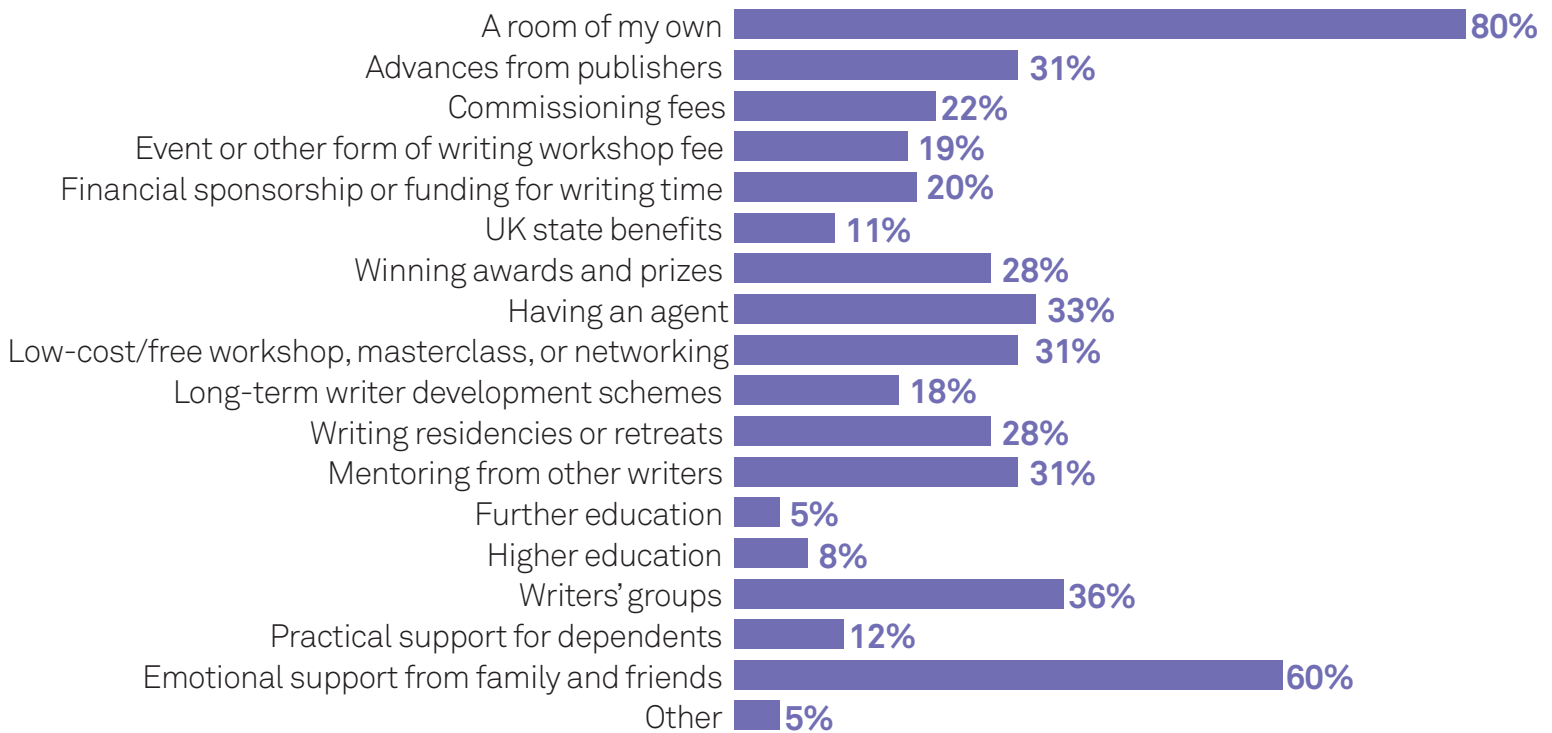 A room of my own 80%
Advances from publishers 31%
Commissioning fees 22%
Event or other form of writing workshop fee 19%
Financial sponsorship or funding for writing time 20%
UK state benefits 11%
Winning awards and prizes 28%
Having an agent 33%
Low-cost/free workshop, masterclass, or networking 31%
Long-term writer development schemes 18%
Writing residencies or retreats 28%
Mentoring from other writers 31%
Further education 5%
Higher education 8%
Writers’ groups 36%
Practical support for dependents 12%
Emotional support from family and friends 60%
Other 5%